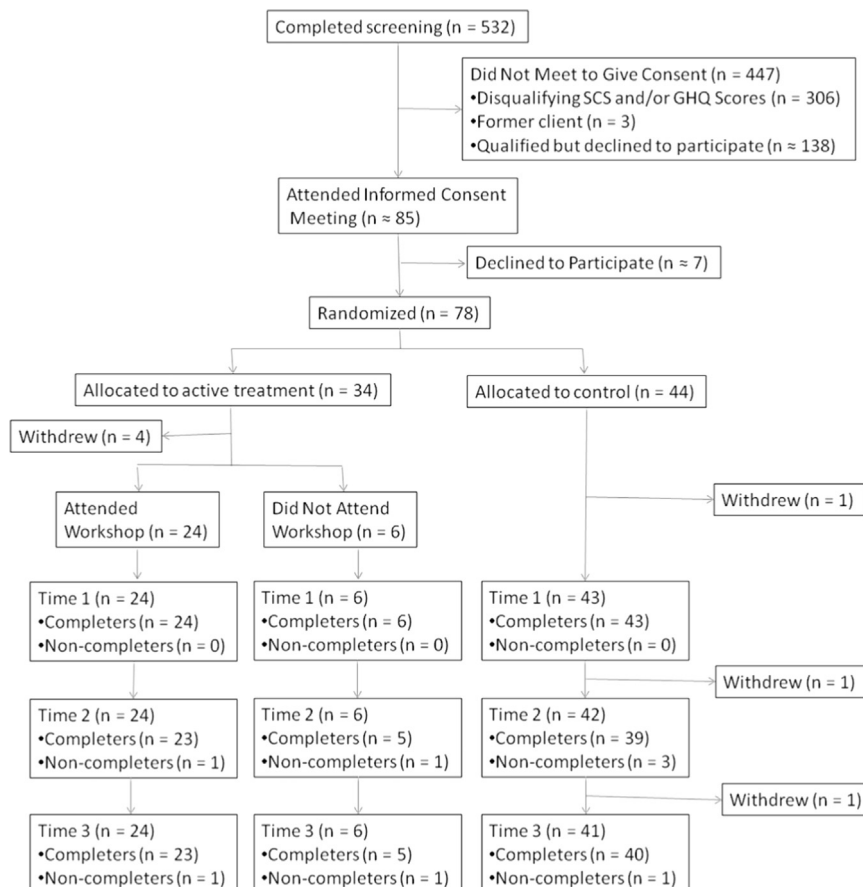 Completed screening (n = 532)
Did Not Meet to Give Consent (n = 447)
•Disqualifying SCS and/or GHQ Scores (n = 306)
•Former client (n = 3)
•Qualified but declined to participate (n ≈ 138)
Attended Informed Consent
Meeting (n ≈ 85)
Declined to Participate (n ≈ 7)
Randomized (n = 78)
Allocated to active treatment (n = 34)
Allocated to control (n = 44)
Withdrew (n = 4)
Attended
Workshop (n = 24)
Did Not Attend
Workshop (n = 6)
Withdrew (n = 1)
Time 1 (n = 24)
•Completers (n = 24)
•Non-completers (n = 0)
Time 1 (n = 6)
•Completers (n = 6)
•Non-completers (n = 0)
Time 1 (n = 43)
•Completers (n = 43)
•Non-completers (n = 0)
Withdrew (n = 1)
Time 2 (n = 24)
•Completers (n = 23)
•Non-completers (n = 1)
Time 2 (n = 6)
•Completers (n = 5)
•Non-completers (n = 1)
Time 2 (n = 42)
•Completers (n = 39)
•Non-completers (n = 3)
Withdrew (n = 1)
Time 3 (n = 24)
•Completers (n = 23)
•Non-completers (n = 1)
Time 3 (n = 6)
•Completers (n = 5)
•Non-completers (n = 1)
Time 3 (n = 41)
•Completers (n = 40)
•Non-completers (n = 1)